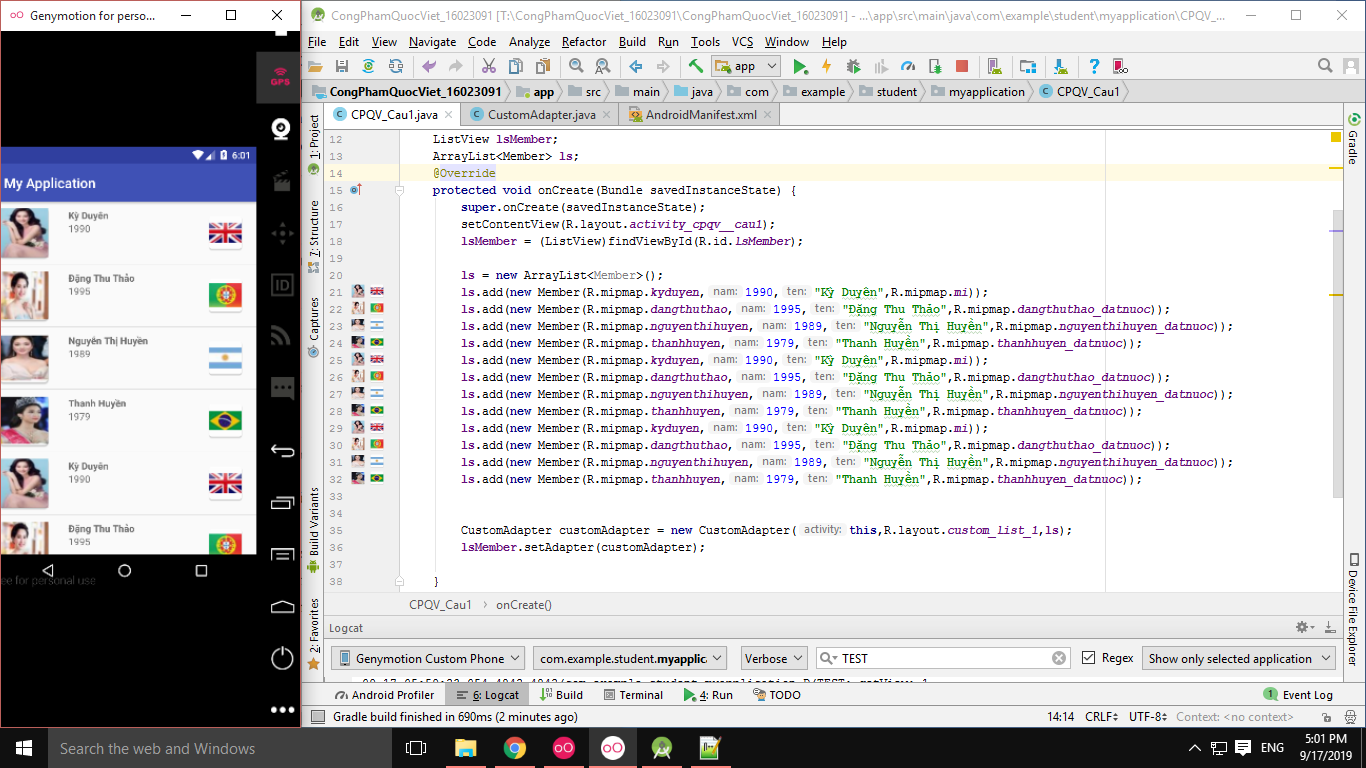 Genymotion for perso...
GPS
6:01
My Application
Kỳ Duyên
1990
Đặng Thu Thảo
1995
Nguyễn Thị Huyền
1989
Thanh Huyền
1979
Kỳ Duyên
1990
Đặng Thu Thảo
1995
ee for personal use
ID
CongPhamQuocViet_16023091 [T:\CongPhamQuocViet_16023091\CongPhamQuocViet_16023091] - ...\app\src\main\java\com\example\student\myapplication\CPQV_...
File Edit View Navigate Code Analyze Refactor Build Run Tools VCS Window Help
app
CongPhamQuocViet_16023091 app src main java com example student myapplication CPQV_Cau1
CPQV_Cau1.java CustomAdapter.java AndroidManifest.xml
1: Project
7: Structure
Captures
Build Variants
2: Favorites
Gradle
Device File Explorer
12 ListView lsMember;
13 ArrayList<Member> ls;
14 @Override
15 protected void onCreate(Bundle savedInstanceState) {
16 super.onCreate(savedInstanceState);
17 setContentView(R.layout.activity_cpqv__cau1);
18 lsMember = (ListView)findViewById(R.id.lsMember);
19
20 ls = new ArrayList<Member>();
21 ls.add(new Member(R.mipmap.kyduyen, nam: 1990, ten: "Kỳ Duyên",R.mipmap.mi));
22 ls.add(new Member(R.mipmap.dangthuthao, nam: 1995, ten: "Đặng Thu Thảo",R.mipmap.dangthuthao_datnuoc));
23 ls.add(new Member(R.mipmap.nguyenthihuyen, nam: 1989, ten: "Nguyễn Thị Huyền",R.mipmap.nguyenthihuyen_datnuoc));
24 ls.add(new Member(R.mipmap.thanhhuyen, nam: 1979, ten: "Thanh Huyền",R.mipmap.thanhhuyen_datnuoc));
25 ls.add(new Member(R.mipmap.kyduyen, nam: 1990, ten: "Kỳ Duyên",R.mipmap.mi));
26 ls.add(new Member(R.mipmap.dangthuthao, nam: 1995, ten: "Đặng Thu Thảo",R.mipmap.dangthuthao_datnuoc));
27 ls.add(new Member(R.mipmap.nguyenthihuyen, nam: 1989, ten: "Nguyễn Thị Huyền",R.mipmap.nguyenthihuyen_datnuoc));
28 ls.add(new Member(R.mipmap.thanhhuyen, nam: 1979, ten: "Thanh Huyền",R.mipmap.thanhhuyen_datnuoc));
29 ls.add(new Member(R.mipmap.kyduyen, nam: 1990, ten: "Kỳ Duyên",R.mipmap.mi));
30 ls.add(new Member(R.mipmap.dangthuthao, nam: 1995, ten: "Đặng Thu Thảo",R.mipmap.dangthuthao_datnuoc));
31 ls.add(new Member(R.mipmap.nguyenthihuyen, nam: 1989, ten: "Nguyễn Thị Huyền",R.mipmap.nguyenthihuyen_datnuoc));
32 ls.add(new Member(R.mipmap.thanhhuyen, nam: 1979, ten: "Thanh Huyền",R.mipmap.thanhhuyen_datnuoc));
33
34
35 CustomAdapter customAdapter = new CustomAdapter( activity: this,R.layout.custom_list_1,ls);
36 lsMember.setAdapter(customAdapter);
37
38 }
CPQV_Cau1 onCreate()
Logcat
Genymotion Custom Phone com.example.student.myapplic Verbose TEST Regex Show only selected application
Android Profiler 6: Logcat Build Terminal 4: Run TODO 1 Event Log
Gradle build finished in 690ms (2 minutes ago) 14:14 CRLF UTF-8 Context: <no context>
Search the web and Windows ENG 5:01 PM
9/17/2019